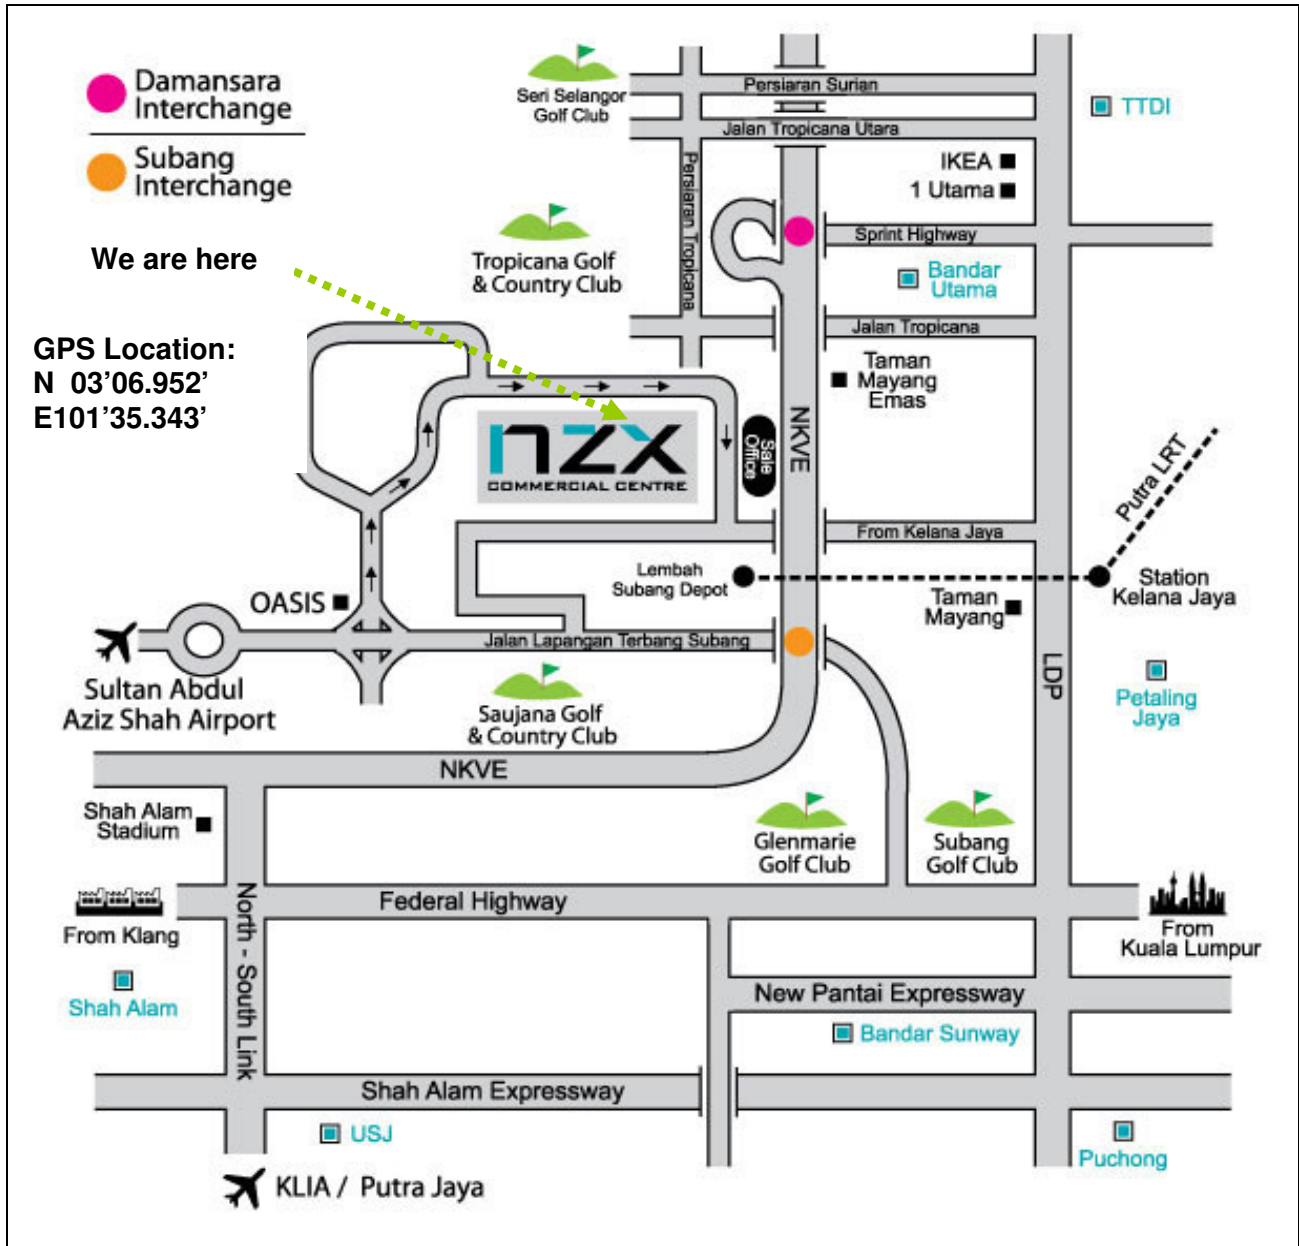 Damansara
Interchange
Subang
Interchange
We are here
GPS Location:
N  03'06.952'
E101'35.343'
Seri Selangor
Golf Club
Persiaran Surian
Jalan Tropicana Utara
TTDI
IKEA
1 Utama
Persiaran Tropicana
Sprint Highway
Tropicana Golf
& Country Club
Bandar
Utama
Jalan Tropicana
Taman
Mayang
Emas
NKVE
nzx
COMMERCIAL CENTRE
Sale
Office
Putra LRT
From Kelana Jaya
Lembah
Subang Depot
Station
Kelana Jaya
OASIS
Taman
Mayang
Jalan Lapangan Terbang Subang
LDP
Sultan Abdul
Aziz Shah Airport
Saujana Golf
& Country Club
Petaling
Jaya
NKVE
Shah Alam
Stadium
Glenmarie
Golf Club
Subang
Golf Club
From Klang
Federal Highway
From
Kuala Lumpur
North - South Link
Shah Alam
New Pantai Expressway
Bandar Sunway
Shah Alam Expressway
USJ
Puchong
KLIA /  Putra Jaya